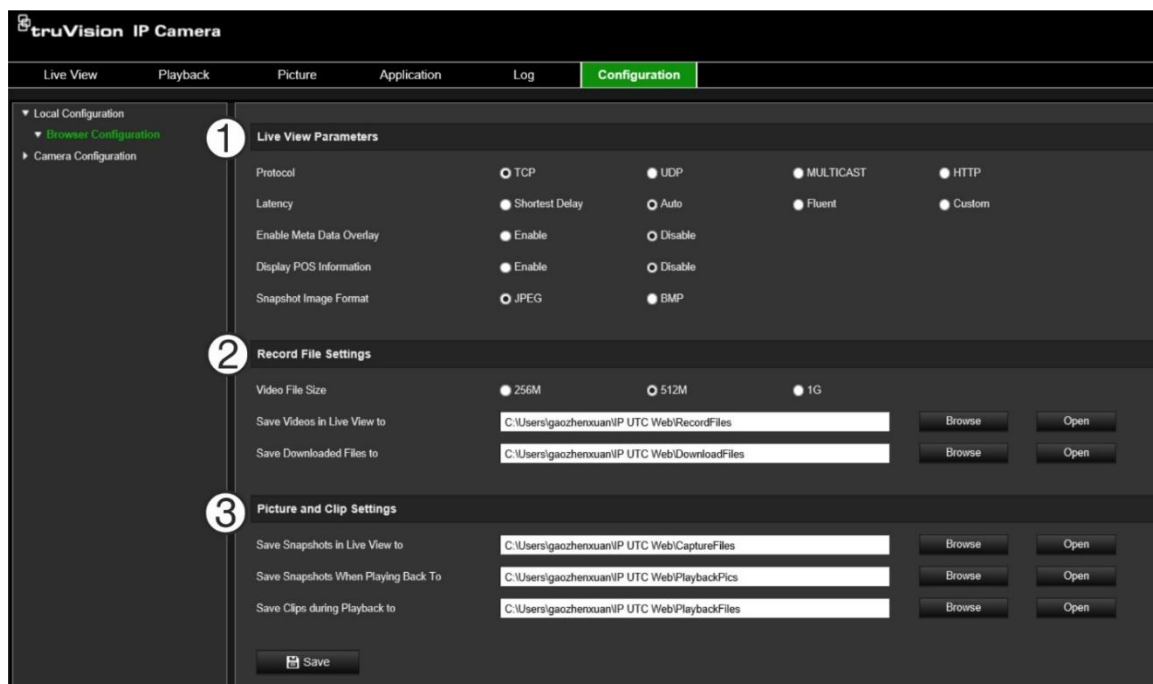 truVision IP Camera
Live View Playback Picture Application Log Configuration
Local Configuration
Browser Configuration
Camera Configuration
1 Live View Parameters
Protocol TCP UDP MULTICAST HTTP
Latency Shortest Delay Auto Fluent Custom
Enable Meta Data Overlay Enable Disable
Display POS Information Enable Disable
Snapshot Image Format JPEG BMP
2 Record File Settings
Video File Size 256M 512M 1G
Save Videos in Live View to C:\Users\gaozhenxuan\IP UTC Web\RecordFiles Browse Open
Save Downloaded Files to C:\Users\gaozhenxuan\IP UTC Web\DownloadFiles Browse Open
3 Picture and Clip Settings
Save Snapshots in Live View to C:\Users\gaozhenxuan\IP UTC Web\CaptureFiles Browse Open
Save Snapshots When Playing Back To C:\Users\gaozhenxuan\IP UTC Web\PlaybackPics Browse Open
Save Clips during Playback to C:\Users\gaozhenxuan\IP UTC Web\PlaybackFiles Browse Open
Save